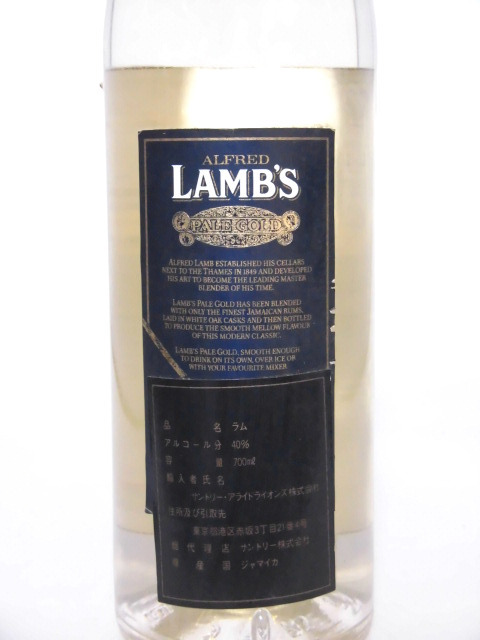 ALFRED
LAMB'S
PALE GOLD
ALFRED LAMB ESTABLISHED HIS CELLARS
NEXT TO THE THAMES IN 1849 AND DEVELOPED
HIS ART TO BECOME THE LEADING MASTER
BLENDER OF HIS TIME.
LAMB'S PALE GOLD HAS BEEN BLENDED
WITH ONLY THE FINEST JAMAICAN RUMS,
LAID IN WHITE OAK CASKS AND THEN BOTTLED
TO PRODUCE THE SMOOTH MELLOW FLAVOUR
OF THIS MODERN CLASSIC.
LAMB'S PALE GOLD, SMOOTH ENOUGH
TO DRINK ON ITS OWN, OVER ICE OR
WITH YOUR FAVOURITE MIXER
品 名 ラム
アルコール分 40%
容 量 700ml
輸入者氏名
サントリー・アライドライオンズ株式会社
住所及び引取先
東京都港区赤坂3丁目21番4号
総代理店 サントリー株式会社
原産国 ジャマイカ